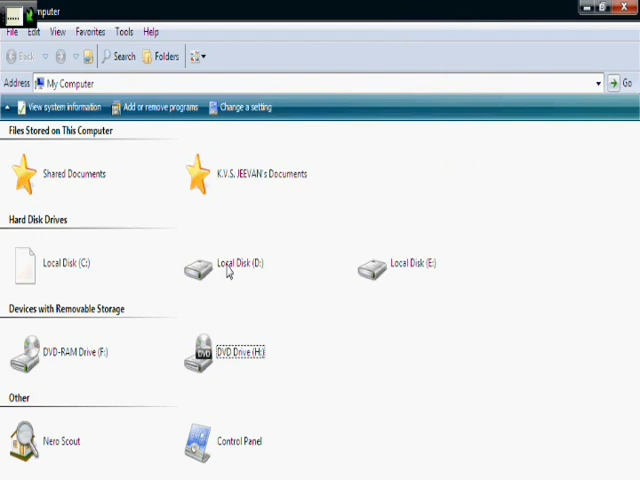 mputer
File Edit View Favorites Tools Help
Back Search Folders
Address My Computer Go
View system information Add or remove programs Change a setting
Files Stored on This Computer
Shared Documents K.V.S. JEEVAN's Documents
Hard Disk Drives
Local Disk (C:) Local Disk (D:) Local Disk (E:)
Devices with Removable Storage
DVD-RAM Drive (F:) DVD Drive (H:)
DVD
Other
Nero Scout Control Panel